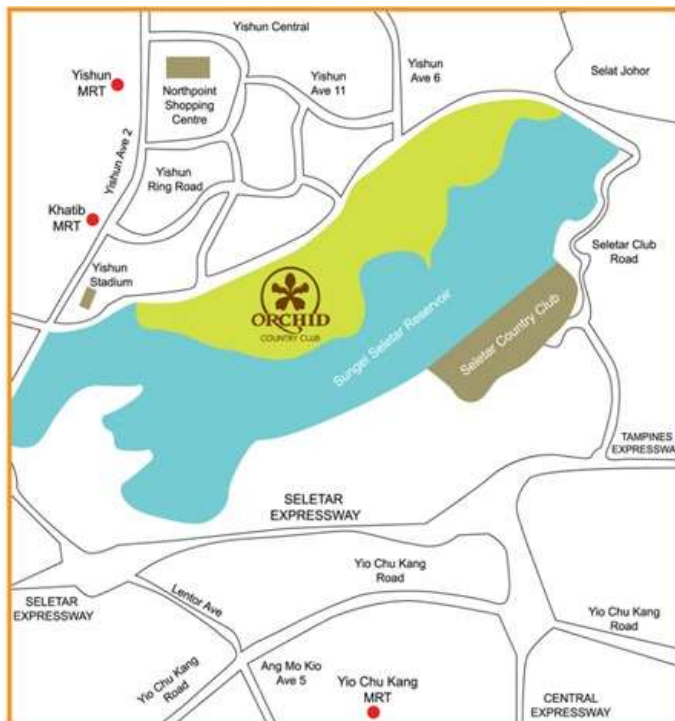 Yishun Central
Yishun
MRT
Northpoint
Shopping
Centre
Yishun
Ave 11
Yishun
Ave 6
Selat Johor
Yishun Ave 2
Yishun
Ring Road
Khatib
MRT
Yishun
Stadium
Seletar Club
Road
ORCHID
COUNTRY CLUB
Sungei Seletar Reservoir
Seletar Country Club
TAMPINES
EXPRESSWAY
SELETAR
EXPRESSWAY
Yio Chu Kang
Road
SELETAR
EXPRESSWAY
Lentor Ave
Yio Chu Kang
Road
Yio Chu Kang
Road
Ang Mo Kio
Ave 5
Yio Chu Kang
MRT
CENTRAL
EXPRESSWAY